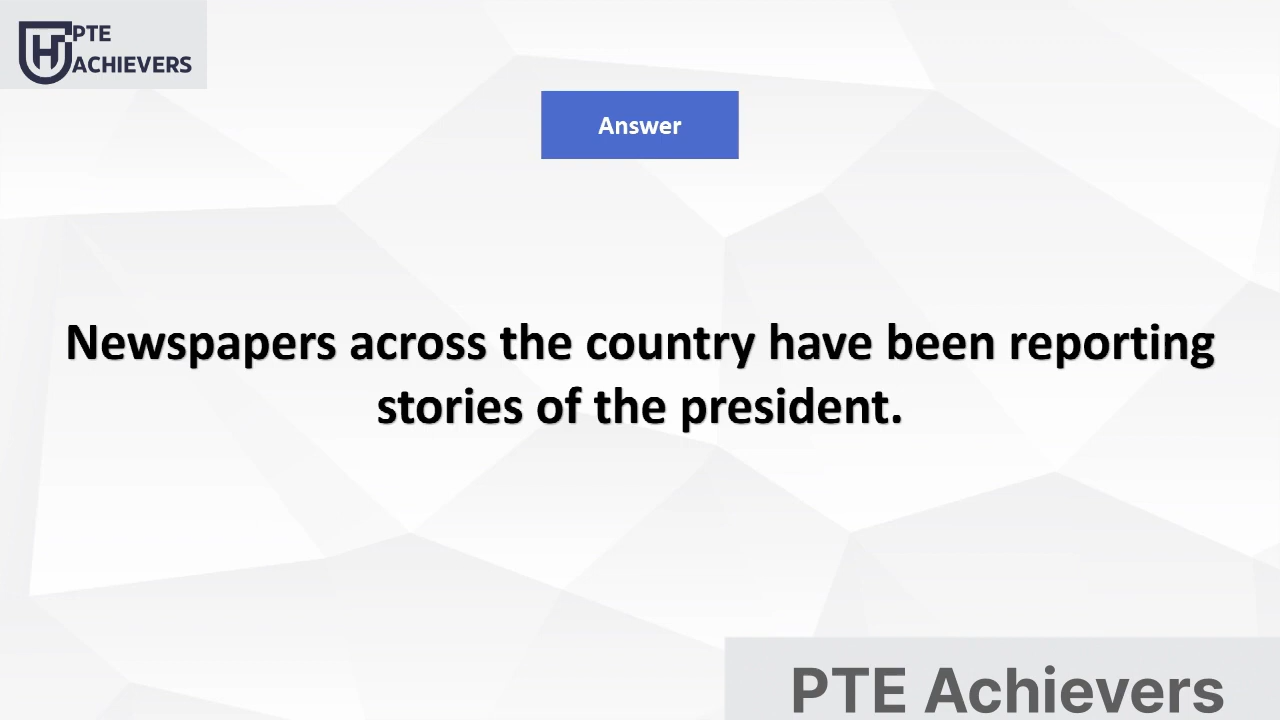 PTE
ACHIEVERS
Answer
Newspapers across the country have been reporting
stories of the president.
PTE Achievers